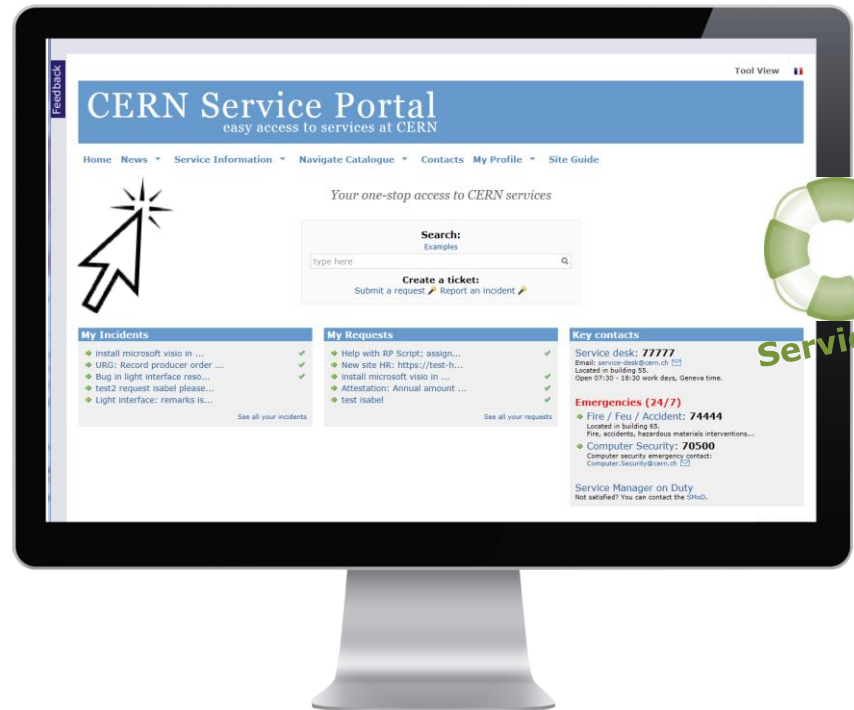 Feedback
Tool View
CERN Service Portal
easy access to services at CERN
Home News Service Information Navigate Catalogue Contacts My Profile Site Guide
Your one-stop access to CERN services
Search:
Examples
type here
Create a ticket:
Submit a request Report an incident
My Incidents
install microsoft visio in ...
URG: Record producer order ...
Bug in light interface reso...
test2 request isabel please...
Light interface: remarks is...
See all your incidents
My Requests
Help with RP Script; assign...
New site HR: https://test-h...
install microsoft visio in ...
Attestation: Annual amount ...
test isabel
See all your requests
Key contacts
Service desk: 77777
Email: service-desk@cern.ch
Located in building 55.
Open 07:30 - 18:30 work days, Geneva time.
Emergencies (24/7)
Fire / Feu / Accident: 74444
Located in building 65.
Fire, accidents, hazardous materials interventions...
Computer Security: 70500
Computer security emergency contact:
Computer.Security@cern.ch
Service Manager on Duty
Not satisfied? You can contact the SMoD.